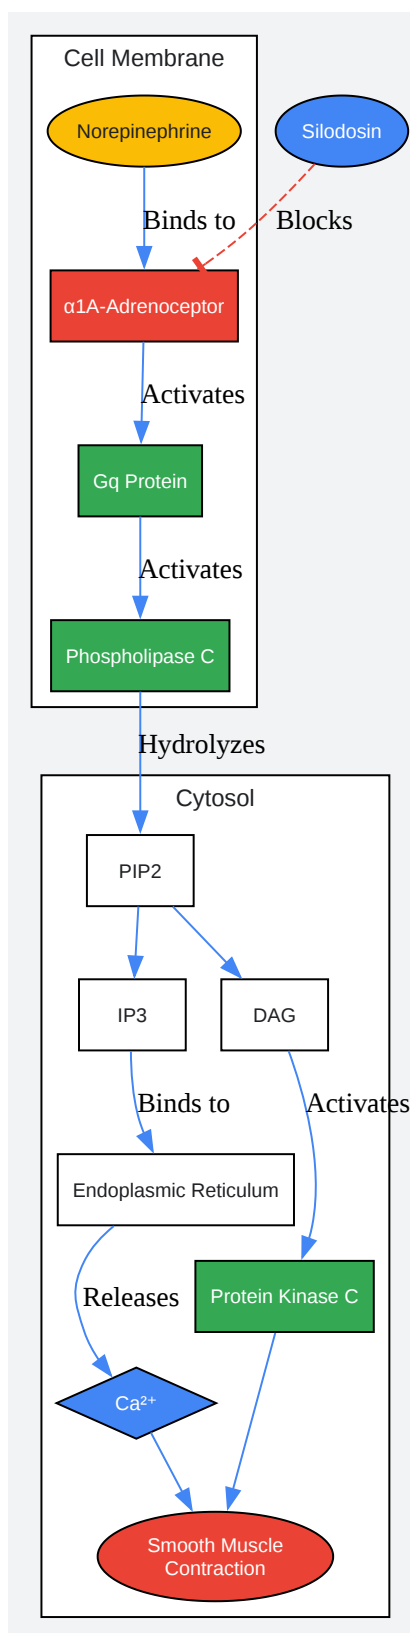 Cell Membrane
Norepinephrine
Silodosin
Binds to
Blocks
α1A-Adrenoceptor
Activates
Gq Protein
Activates
Phospholipase C
Hydrolyzes
Cytosol
PIP2
IP3
DAG
Binds to
Activates
Endoplasmic Reticulum
Releases
Protein Kinase C
Ca²⁺
Smooth Muscle
Contraction